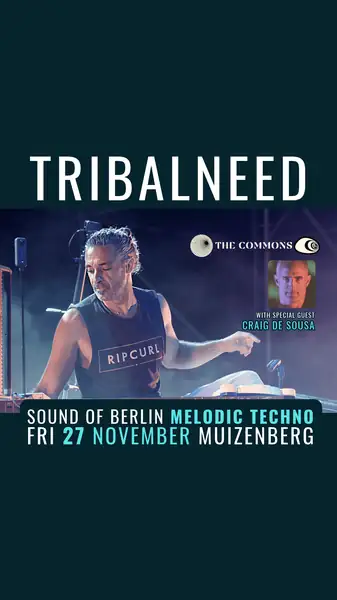 TRIBALNEED
THE COMMONS
WITH SPECIAL GUEST
CRAIG DE SOUSA
RIPCURL
SOUND OF BERLIN MELODIC TECHNO
FRI 27 NOVEMBER MUIZENBERG